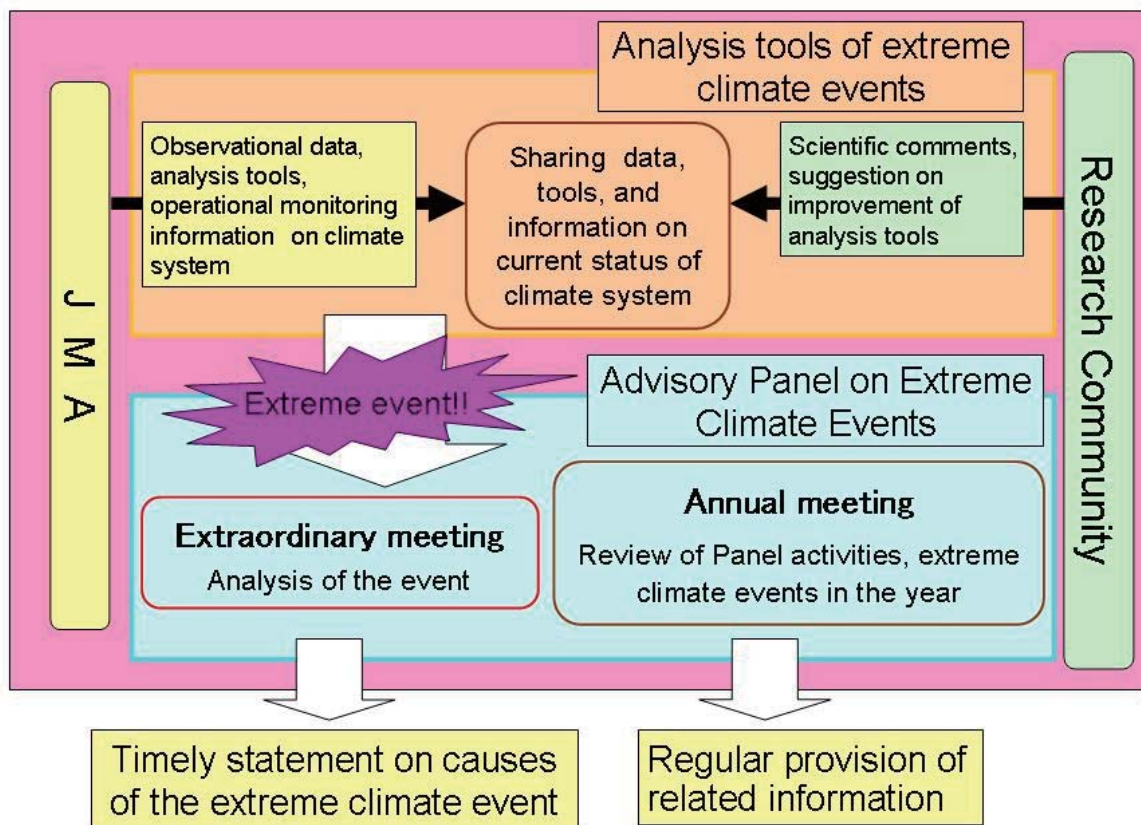 Analysis tools of extreme
climate events
J M A
Observational data,
analysis tools,
operational monitoring
information on climate
system
Sharing data,
tools, and
information on
current status of
climate system
Scientific comments,
suggestion on
improvement of
analysis tools
Research Community
Extreme event!!
Advisory Panel on Extreme
Climate Events
Extraordinary meeting
Analysis of the event
Annual meeting
Review of Panel activities, extreme
climate events in the year
Timely statement on causes
of the extreme climate event
Regular provision of
related information